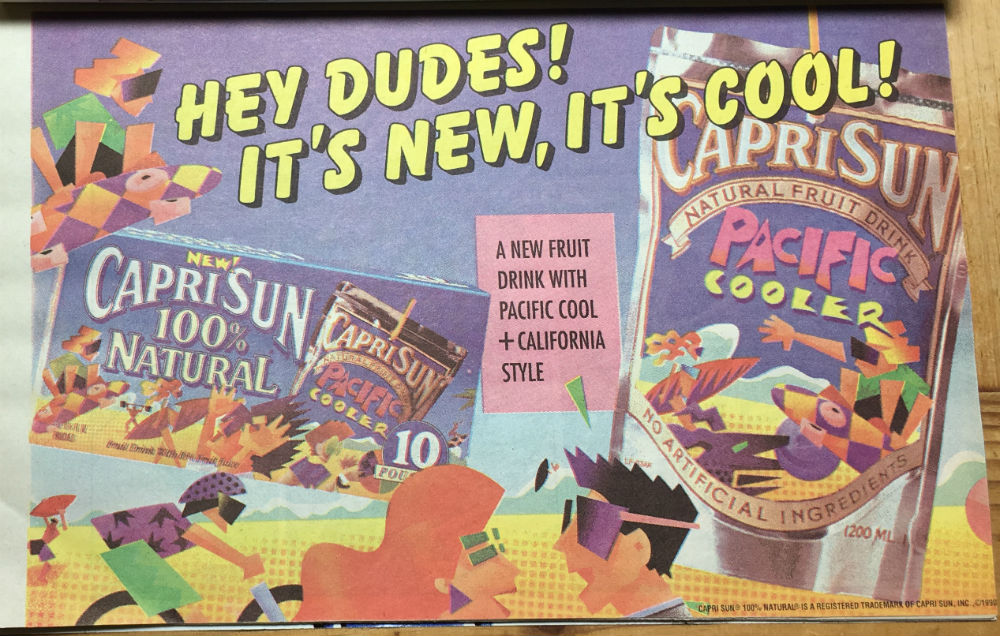 HEY DUDES!
IT'S NEW, IT'S COOL!
NEW!
CAPRI SUN
100%
NATURAL
CAPRI SUN
PACIFIC
COOLER
10
POU
A NEW FRUIT
DRINK WITH
PACIFIC COOL
+ CALIFORNIA
STYLE
CAPRI SUN
NATURAL FRUIT DRINK
PACIFIC
COOLER
NO ARTIFICIAL INGREDIENTS
(200 ML
CAPRI SUN® 100% NATURAL® IS A REGISTERED TRADEMARK OF CAPRI SUN, INC. ©1990